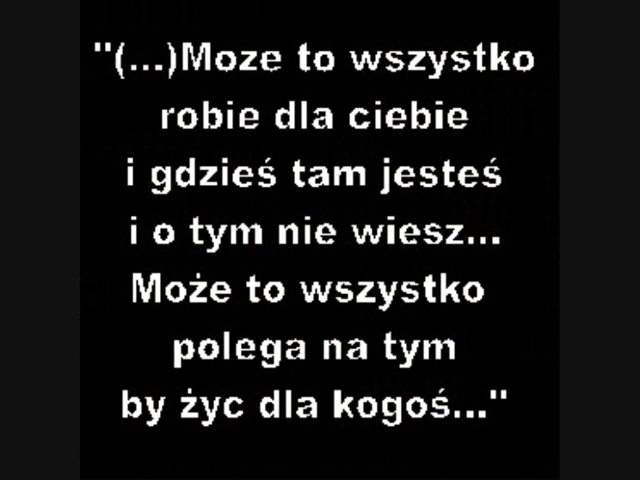 "(...)Moze to wszystko
robie dla ciebie
i gdzieś tam jesteś
i o tym nie wiesz...
Może to wszystko
polega na tym
by życ dla kogoś..."